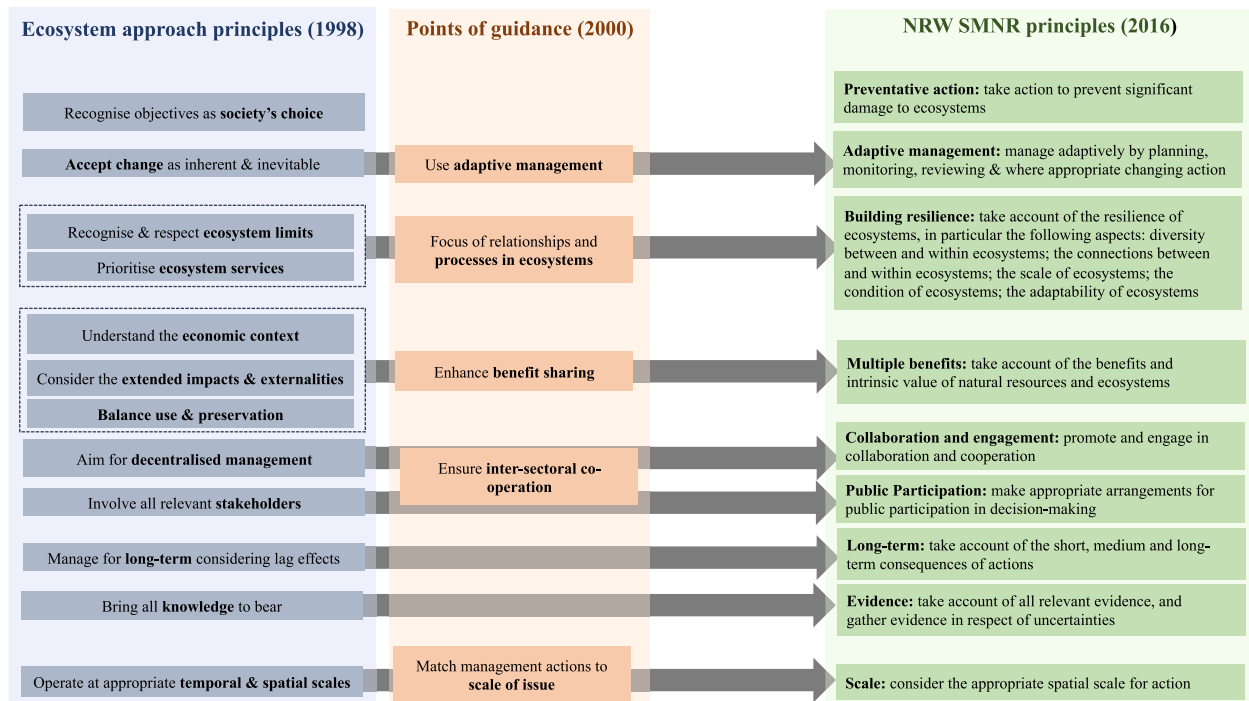 Ecosystem approach principles (1998)
Recognise objectives as society's choice
Accept change as inherent & inevitable
Recognise & respect ecosystem limits
Prioritise ecosystem services
Understand the economic context
Consider the extended impacts & externalities
Balance use & preservation
Aim for decentralised management
Involve all relevant stakeholders
Manage for long-term considering lag effects
Bring all knowledge to bear
Operate at appropriate temporal & spatial scales
Points of guidance (2000)
Use adaptive management
Focus of relationships and
processes in ecosystems
Enhance benefit sharing
Ensure inter-sectoral co-
operation
Match management actions to
scale of issue
NRW SMNR principles (2016)
Preventative action: take action to prevent significant
damage to ecosystems
Adaptive management: manage adaptively by planning,
monitoring, reviewing & where appropriate changing action
Building resilience: take account of the resilience of
ecosystems, in particular the following aspects: diversity
between and within ecosystems; the connections between
and within ecosystems; the scale of ecosystems; the
condition of ecosystems; the adaptability of ecosystems
Multiple benefits: take account of the benefits and
intrinsic value of natural resources and ecosystems
Collaboration and engagement: promote and engage in
collaboration and cooperation
Public Participation: make appropriate arrangements for
public participation in decision-making
Long-term: take account of the short, medium and long-
term consequences of actions
Evidence: take account of all relevant evidence, and
gather evidence in respect of uncertainties
Scale: consider the appropriate spatial scale for action